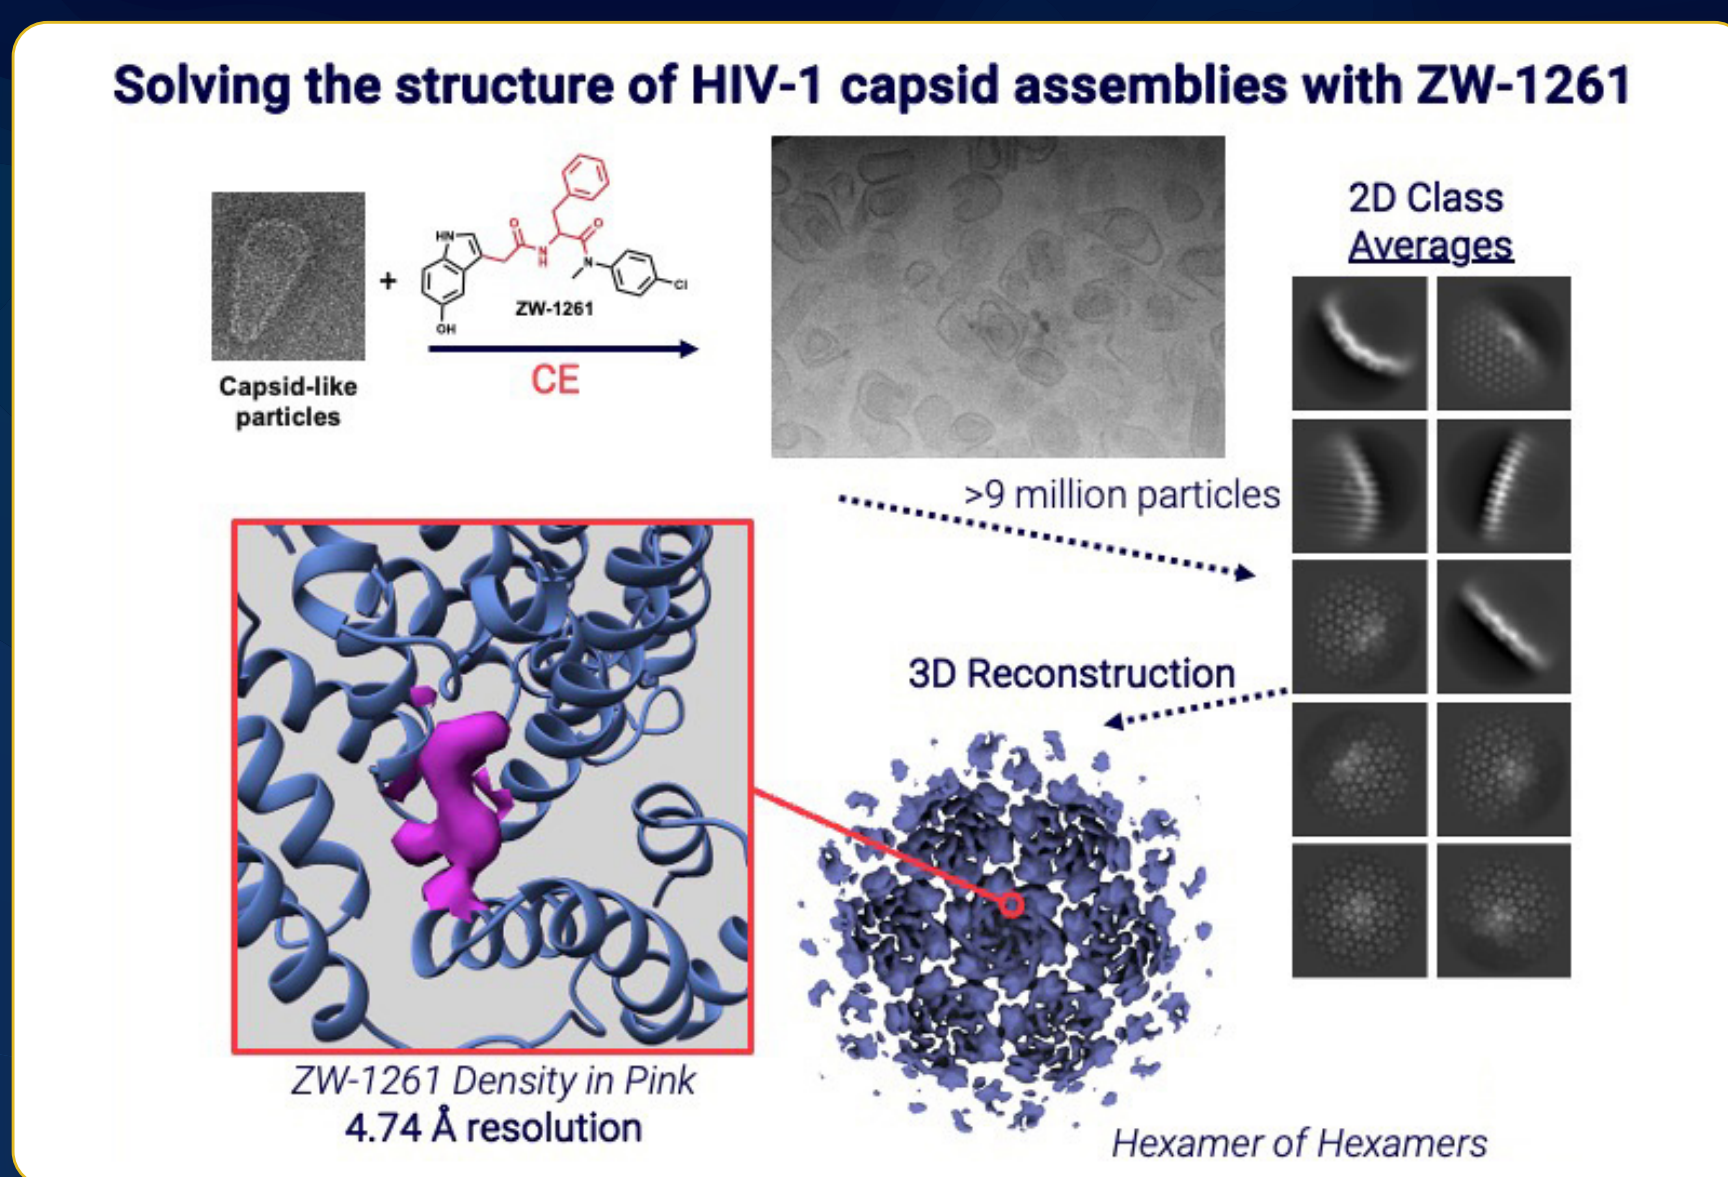 Solving the structure of HIV-1 capsid assemblies with ZW-1261
Capsid-like
particles
+
HN
O
N
H
O
N
Cl
OH
ZW-1261
CE
>9 million particles
2D Class
Averages
3D Reconstruction
ZW-1261 Density in Pink
4.74 Å resolution
Hexamer of Hexamers